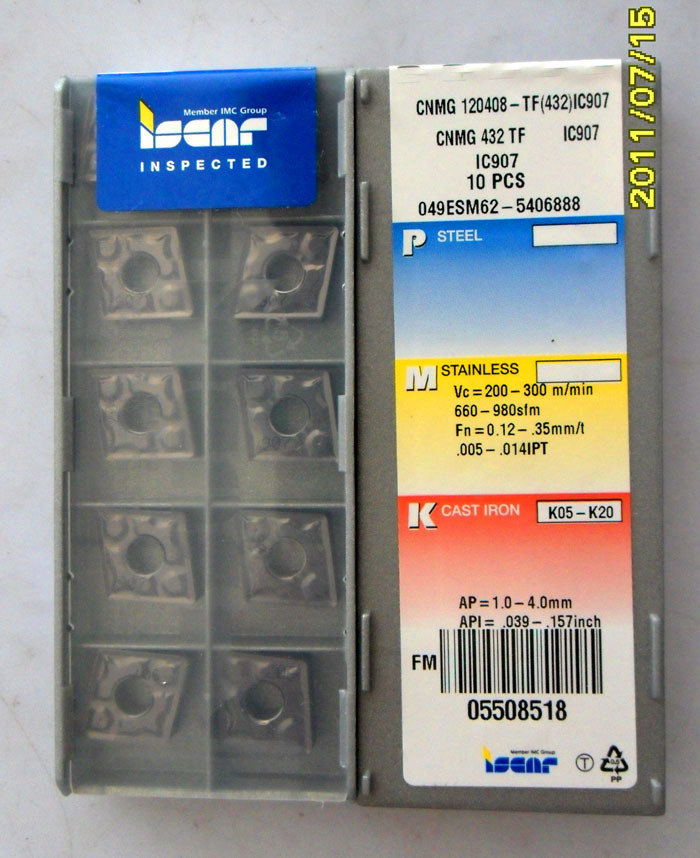 Member IMC Group
iscar
INSPECTED
CNMG 120408-TF(432)IC907
CNMG 432 TF IC907
IC907
10 PCS
049ESM62-5406888
P STEEL
M STAINLESS
Vc = 200 - 300 m/min
660 - 980sfm
Fn = 0.12 - .35mm/t
.005 - .014IPT
K CAST IRON K05 - K20
AP = 1.0 - 4.0mm
API = .039 - .157inch
FM
05508518
Member IMC Group
iscar
T
PP
2011/07/15